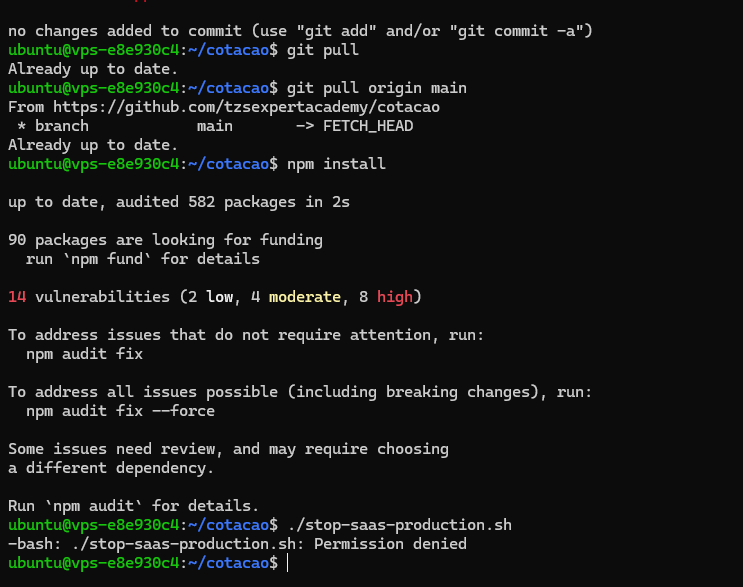 no changes added to commit (use "git add" and/or "git commit -a")
ubuntu@vps-e8e930c4:~/cotacao$ git pull
Already up to date.
ubuntu@vps-e8e930c4:~/cotacao$ git pull origin main
From https://github.com/tzsexpertacademy/cotacao
 * branch            main       -> FETCH_HEAD
Already up to date.
ubuntu@vps-e8e930c4:~/cotacao$ npm install
up to date, audited 582 packages in 2s
90 packages are looking for funding
  run `npm fund` for details
14 vulnerabilities (2 low, 4 moderate, 8 high)
To address issues that do not require attention, run:
  npm audit fix
To address all issues possible (including breaking changes), run:
  npm audit fix --force
Some issues need review, and may require choosing
a different dependency.
Run `npm audit` for details.
ubuntu@vps-e8e930c4:~/cotacao$ ./stop-saas-production.sh
-bash: ./stop-saas-production.sh: Permission denied
ubuntu@vps-e8e930c4:~/cotacao$